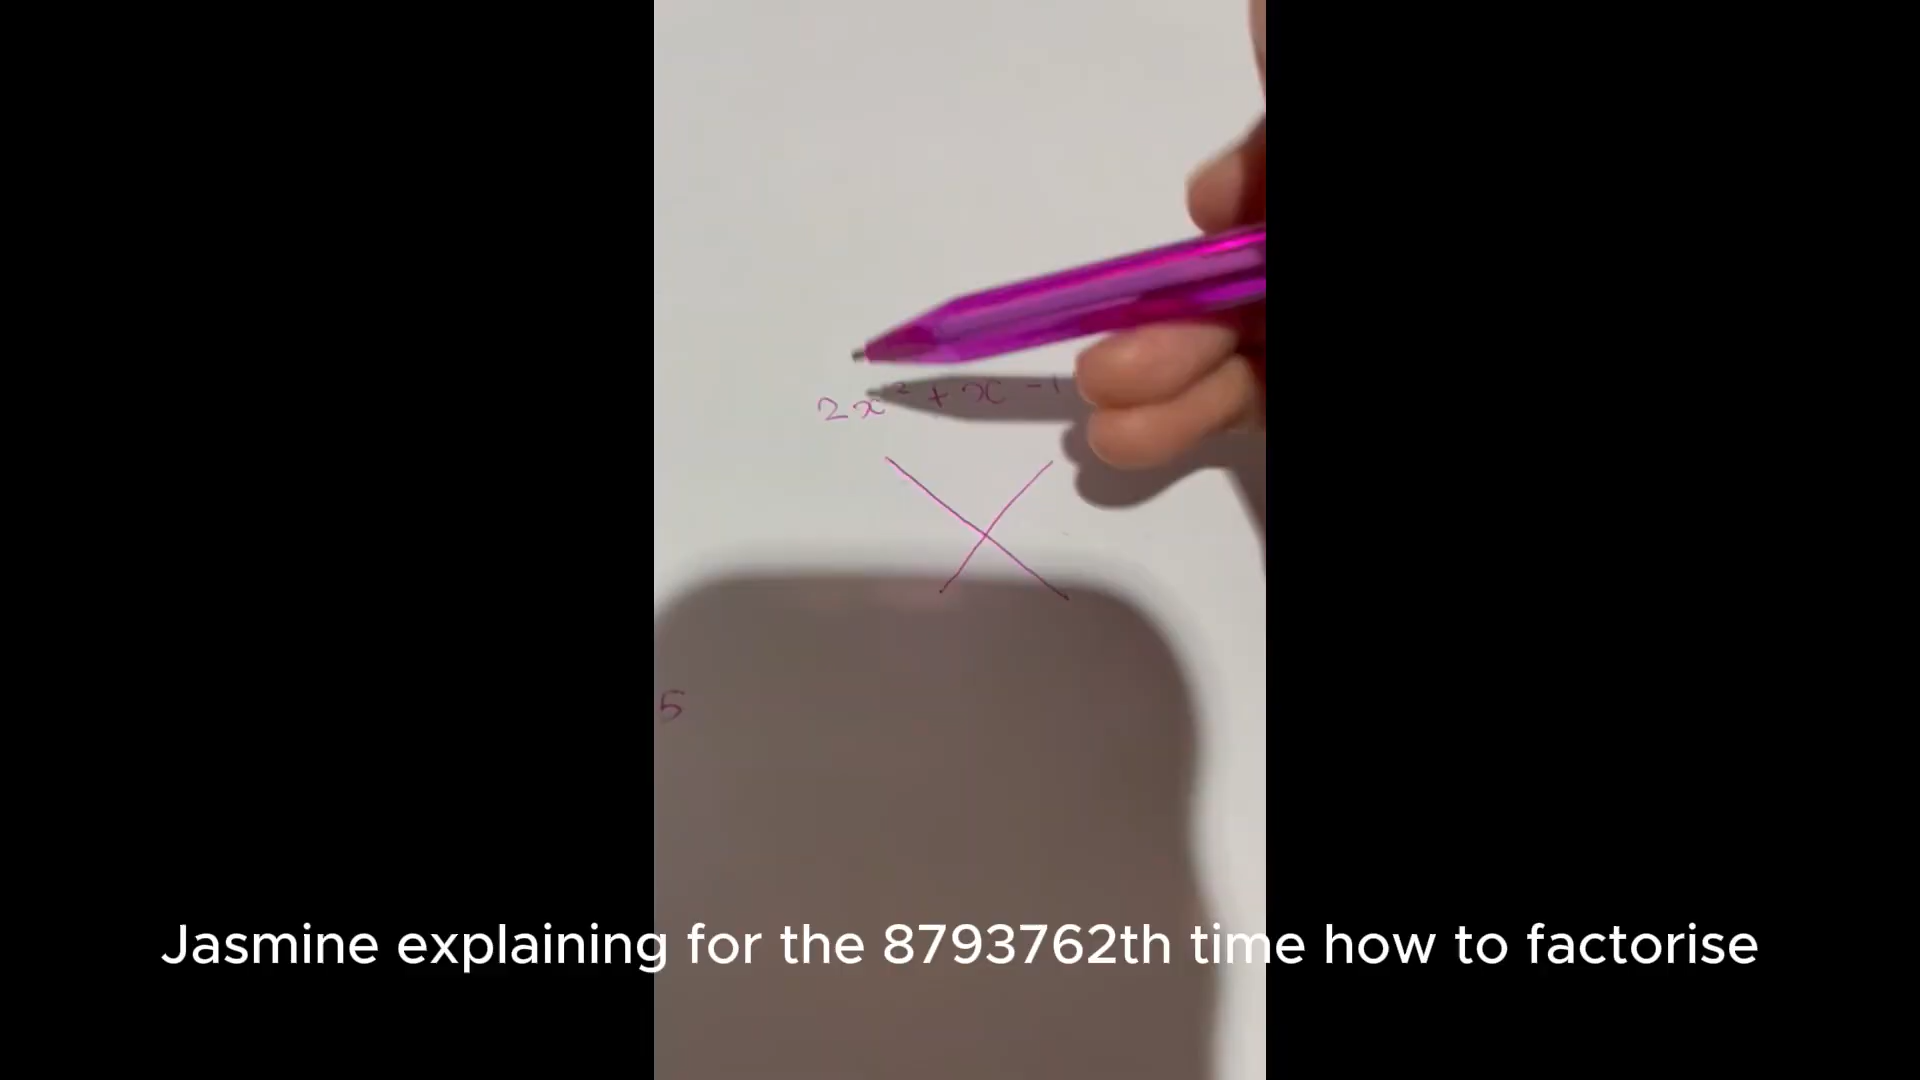 2x² + x - 1
5
Jasmine explaining for the 8793762th time how to factorise